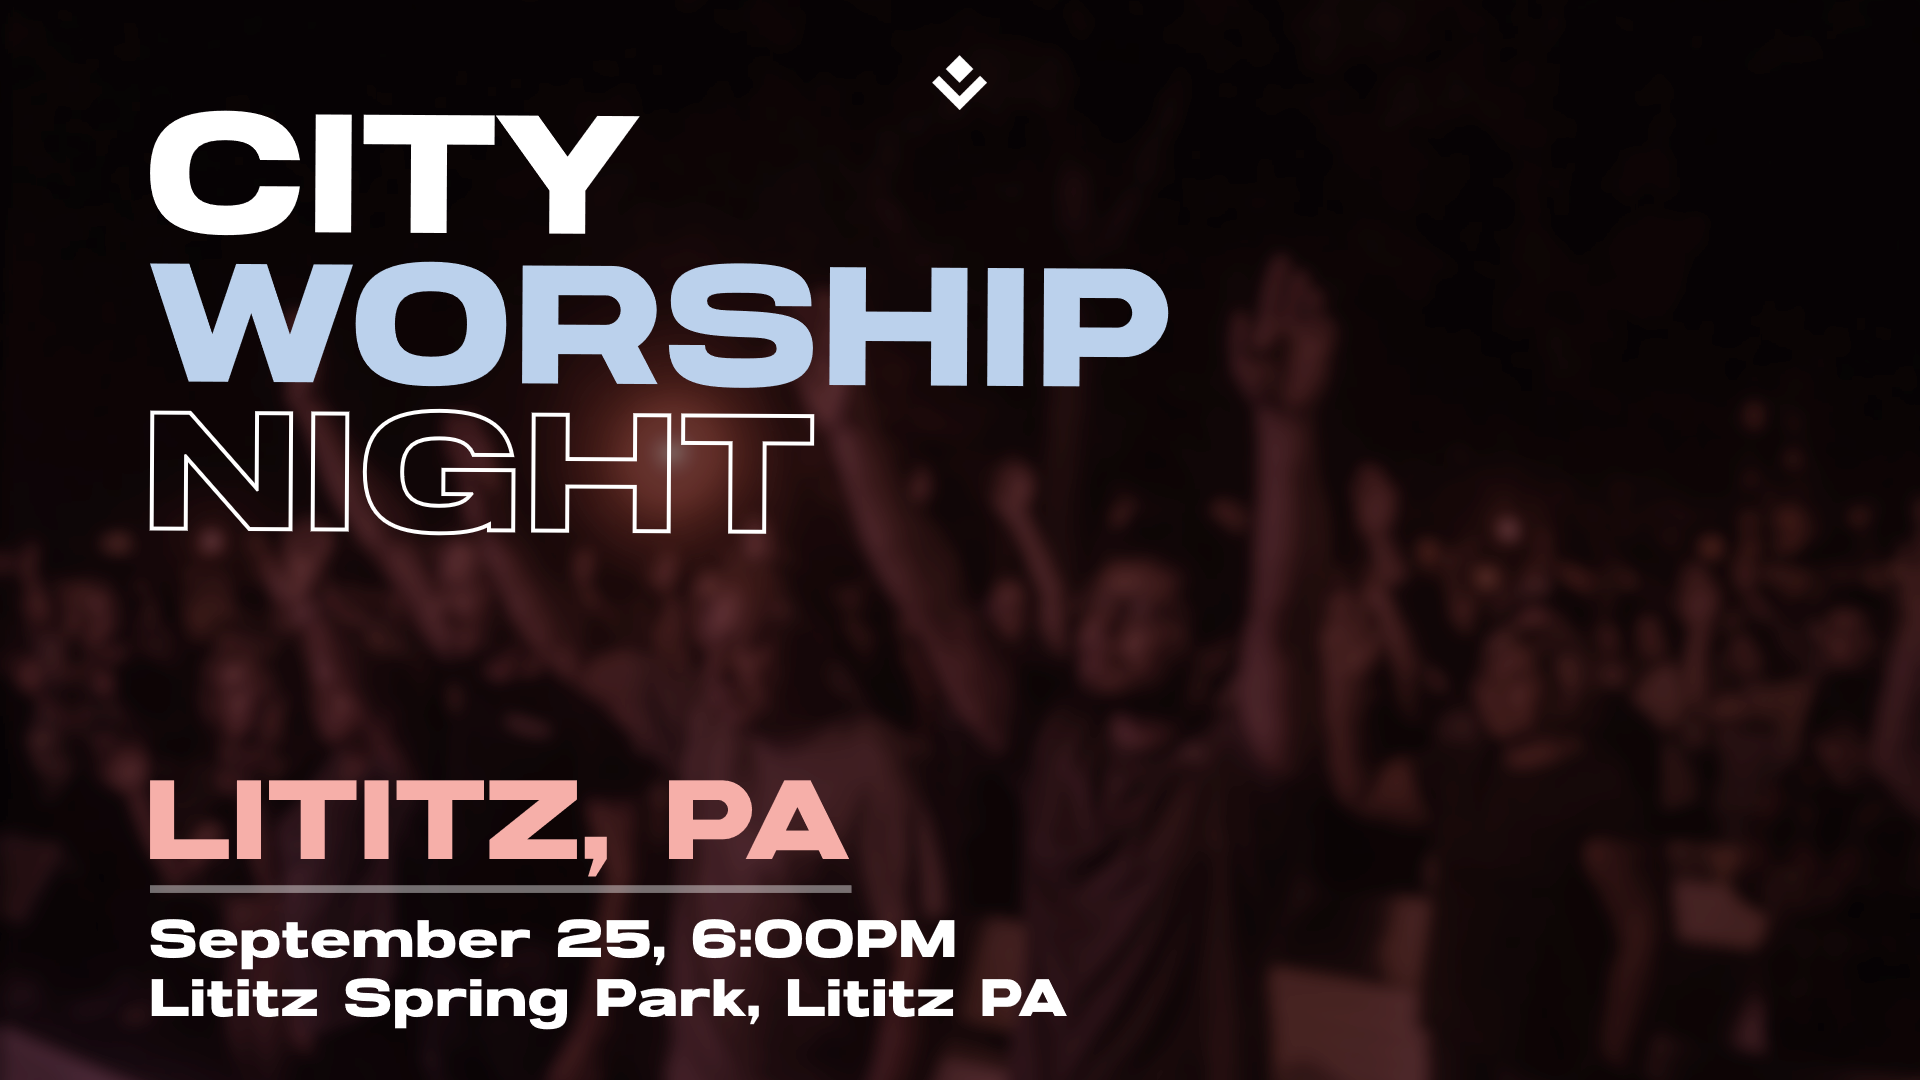 CITY
WORSHIP
NIGHT
LITITZ, PA
September 25, 6:00PM
Lititz Spring Park, Lititz PA